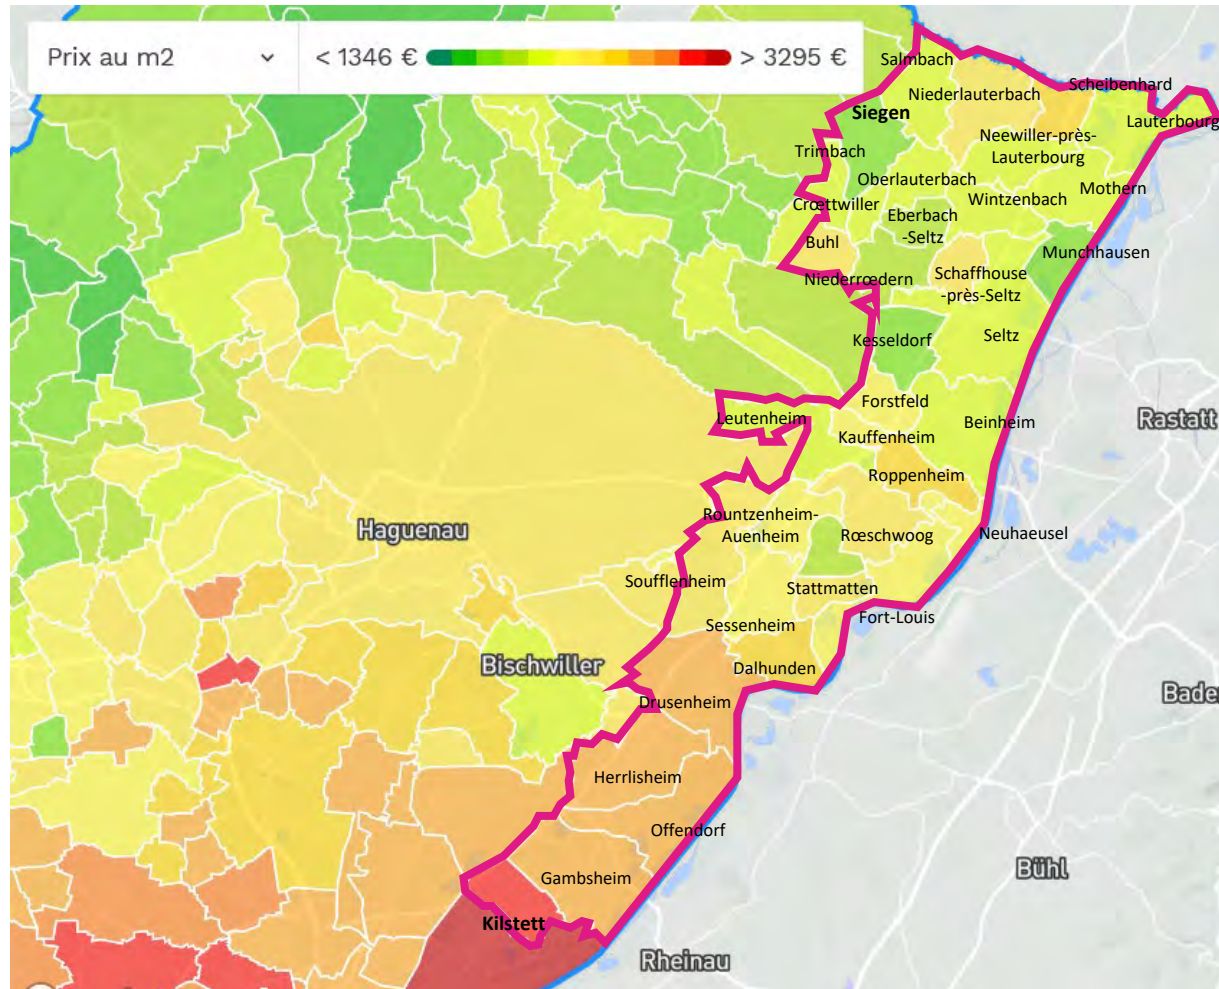 Prix au m2
< 1346 €
> 3295 €
Salmbach
Scheibenhard
Niederlauterbach
Siegen
Lauterbourg
Neewiller-près-
Lauterbourg
Trimbach
Oberlauterbach
Mothern
Wintzenbach
Crœttwiller
Eberbach
-Seltz
Buhl
Munchhausen
Niederrœdern
Schaffhouse
-près-Seltz
Seltz
Kesseldorf
Forstfeld
Leutenheim
Beinheim
Rastatt
Kauffenheim
Roppenheim
Rountzenheim-
Auenheim
Haguenau
Rœschwoog
Neuhaeusel
Soufflenheim
Stattmatten
Fort-Louis
Sessenheim
Bischwiller
Dalhunden
Bade
Drusenheim
Herrlisheim
Offendorf
Bühl
Gambsheim
Kilstett
Rheinau